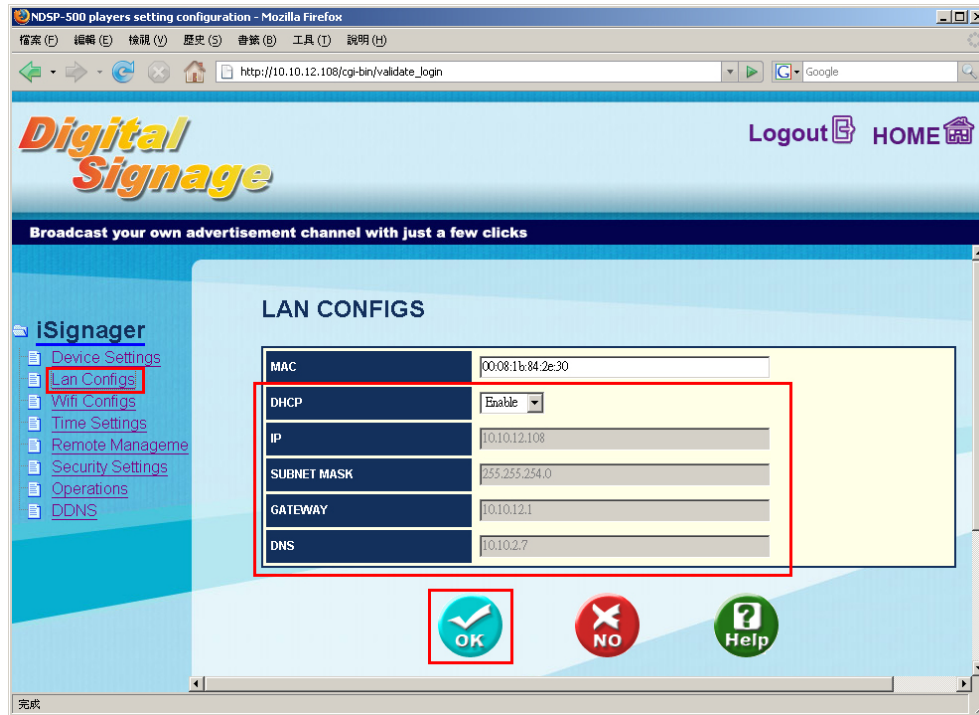 NDSP-500 players setting configuration - Mozilla Firefox
檔案(F) 編輯(E) 檢視(V) 歷史(S) 書籤(B) 工具(T) 說明(H)
http://10.10.12.108/cgi-bin/validate_login
G Google
Digital
Signage
Logout HOME
Broadcast your own advertisement channel with just a few clicks
LAN CONFIGS
iSignager
Device Settings
Lan Configs
Wifi Configs
Time Settings
Remote Manageme
Security Settings
Operations
DDNS
MAC 00:08:1b:84:2e:30
DHCP Enable
IP 10.10.12.108
SUBNET MASK 255.255.254.0
GATEWAY 10.10.12.1
DNS 10.10.2.7
OK NO ? Help
完成